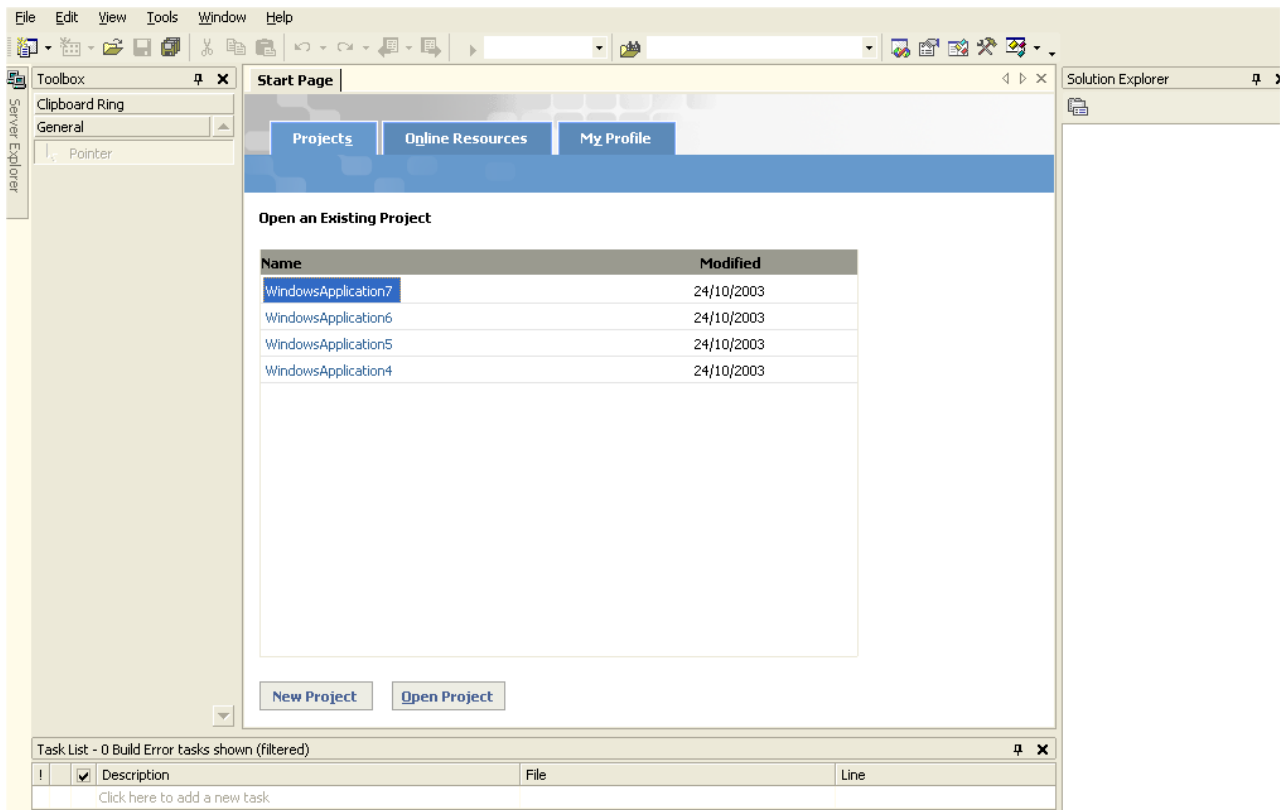 File Edit View Tools Window Help
Server Explorer
Toolbox
Clipboard Ring
General
Pointer
Start Page
Projects Online Resources My Profile
Open an Existing Project
Name Modified
WindowsApplication7 24/10/2003
WindowsApplication6 24/10/2003
WindowsApplication5 24/10/2003
WindowsApplication4 24/10/2003
New Project Open Project
Solution Explorer
Task List - 0 Build Error tasks shown (filtered)
! Description File Line
Click here to add a new task